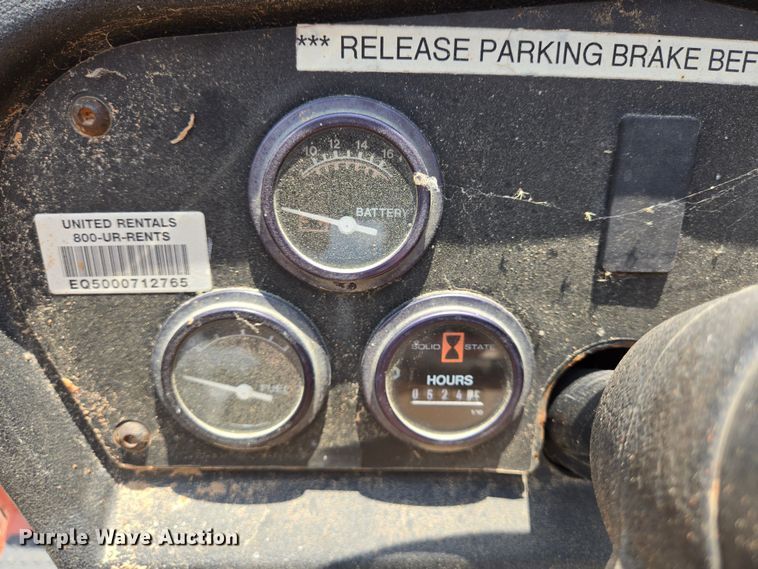 *** RELEASE PARKING BRAKE BEF
10 12 14 16
BATTERY
UNITED RENTALS
800-UR-RENTS
EQ5000712765
FUEL
SOLID STATE
HOURS
0624
1/10
Purple Wave Auction